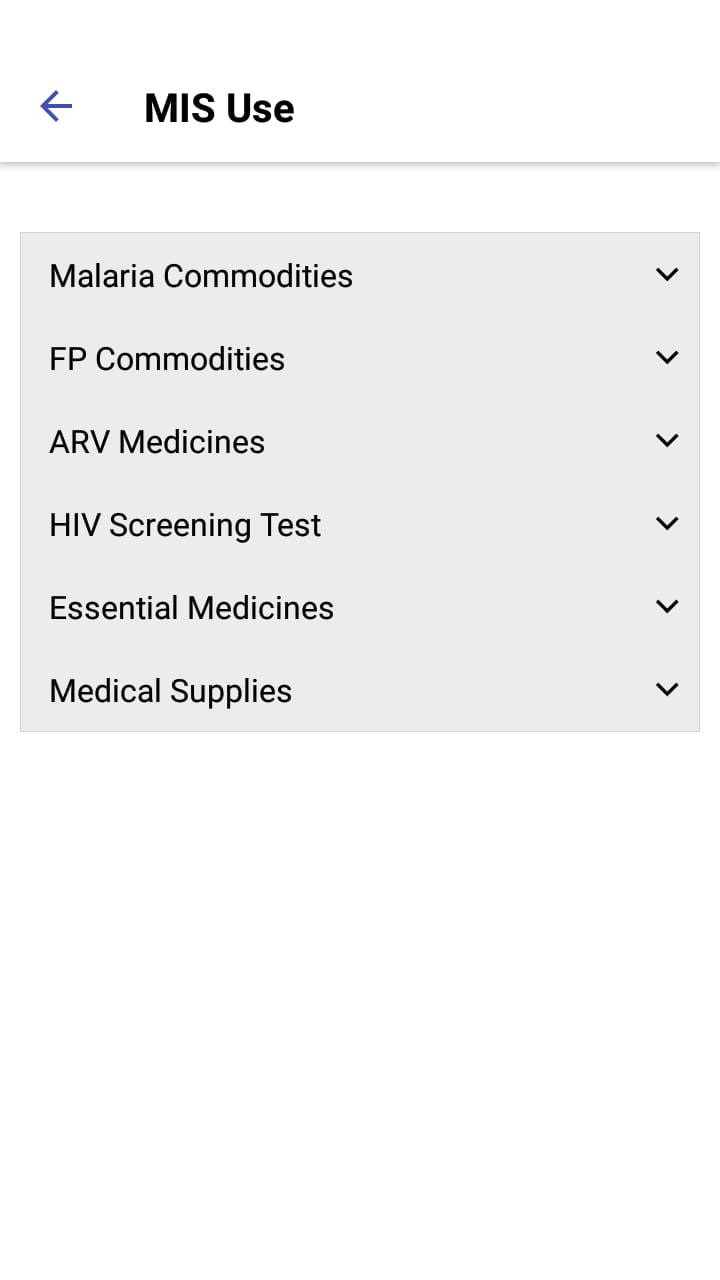 MIS Use
Malaria Commodities
FP Commodities
ARV Medicines
HIV Screening Test
Essential Medicines
Medical Supplies